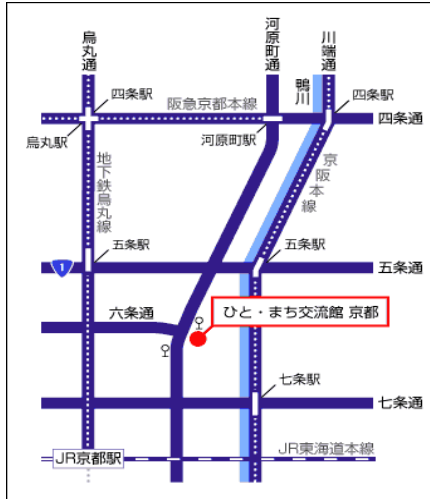 烏丸通
河原町通
川端通
鴨川
四条駅
阪急京都本線
四条駅
四条通
烏丸駅
河原町駅
地下鉄烏丸線
京阪本線
五条駅
五条駅
1
五条通
六条通
ひと・まち交流館 京都
七条駅
七条通
JR東海道本線
JR京都駅